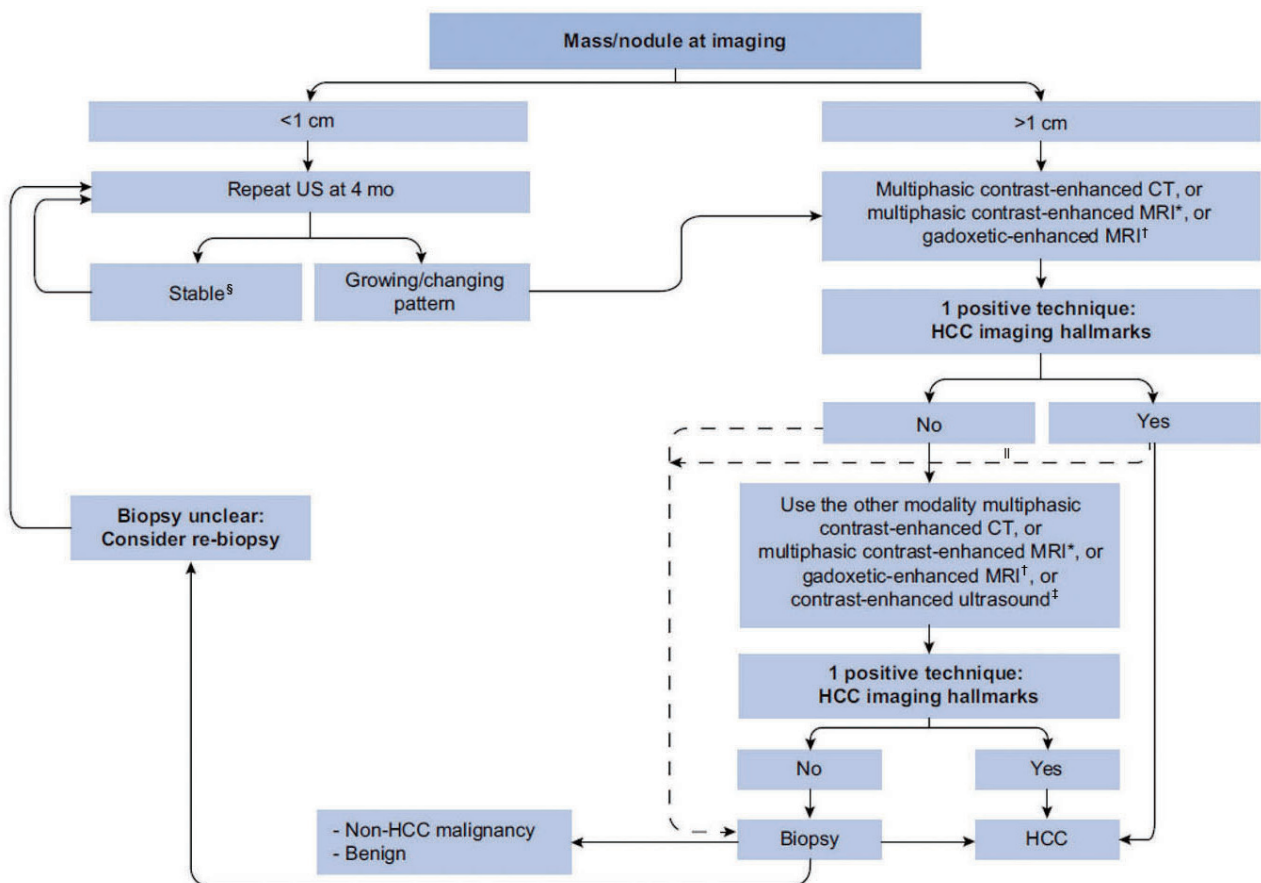 Mass/nodule at imaging
<1 cm
>1 cm
Repeat US at 4 mo
Multiphasic contrast-enhanced CT, or
multiphasic contrast-enhanced MRI*, or
gadoxetic-enhanced MRI†
Stable§
Growing/changing
pattern
1 positive technique:
HCC imaging hallmarks
No
Yes
||
Use the other modality multiphasic
contrast-enhanced CT, or
multiphasic contrast-enhanced MRI*, or
gadoxetic-enhanced MRI†, or
contrast-enhanced ultrasound‡
Biopsy unclear:
Consider re-biopsy
1 positive technique:
HCC imaging hallmarks
No
Yes
- Non-HCC malignancy
- Benign
Biopsy
HCC